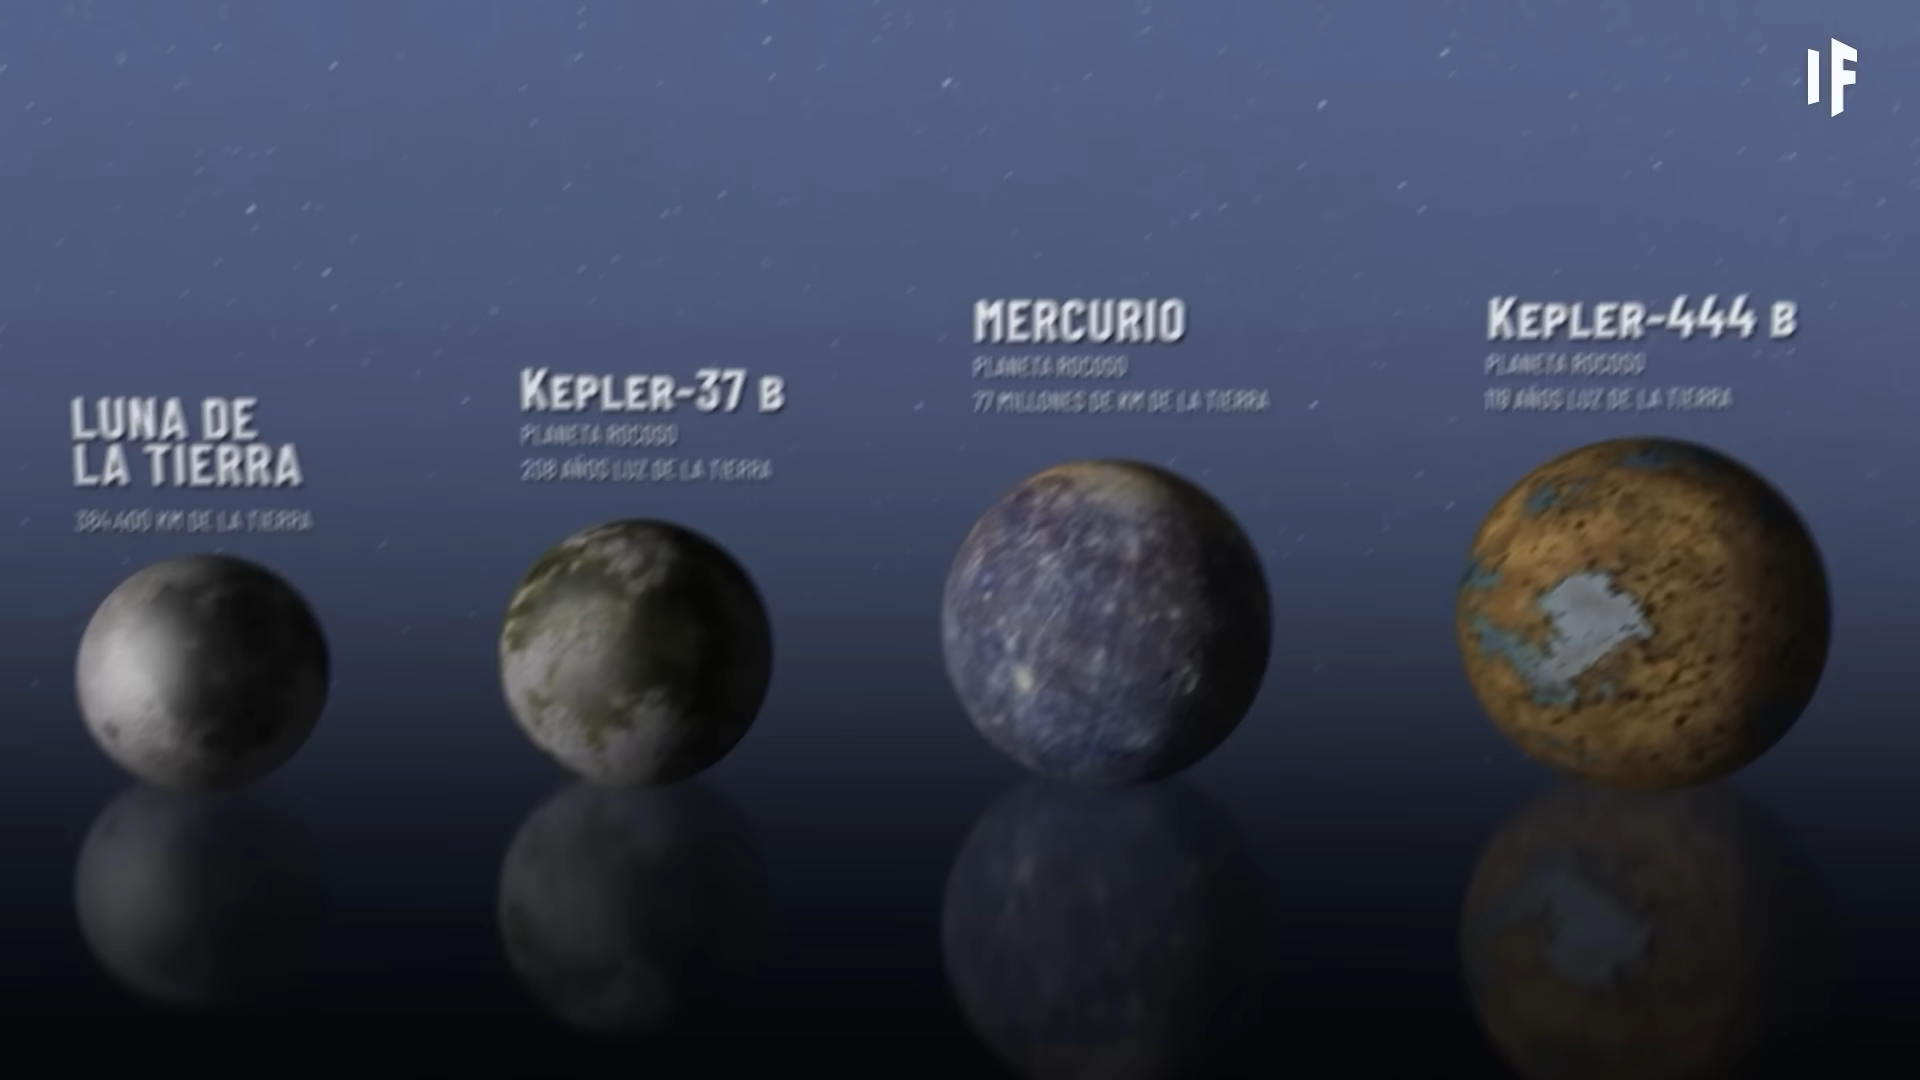 IF
LUNA DE
LA TIERRA
384.400 KM DE LA TIERRA
KEPLER-37 B
PLANETA ROCOSO
208 AÑOS LUZ DE LA TIERRA
MERCURIO
PLANETA ROCOSO
77 MILLONES DE KM DE LA TIERRA
KEPLER-444 B
PLANETA ROCOSO
AÑOS LUZ DE LA TIERRA